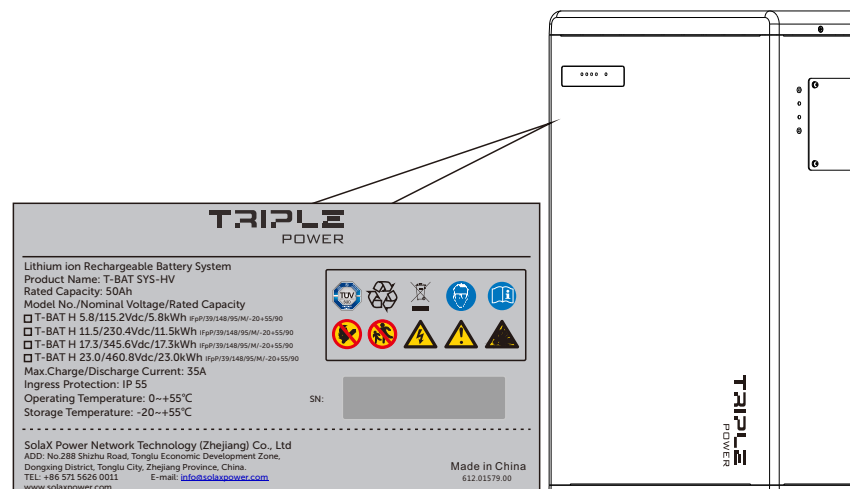 TRIPLE
POWER
Lithium ion Rechargeable Battery System
Product Name: T-BAT SYS-HV
Rated Capacity: 50Ah
Model No./Nominal Voltage/Rated Capacity
T-BAT H 5.8/115.2Vdc/5.8kWh IFpP/39/148/95/M/-20+55/90
T-BAT H 11.5/230.4Vdc/11.5kWh IFpP/39/148/95/M/-20+55/90
T-BAT H 17.3/345.6Vdc/17.3kWh IFpP/39/148/95/M/-20+55/90
T-BAT H 23.0/460.8Vdc/23.0kWh IFpP/39/148/95/M/-20+55/90
Max.Charge/Discharge Current: 35A
Ingress Protection: IP 55
Operating Temperature: 0~+55℃
Storage Temperature: -20~+55℃
TUV
SN:
SolaX Power Network Technology (Zhejiang) Co., Ltd
ADD: No.288 Shizhu Road, Tonglu Economic Development Zone,
Dongxing District, Tonglu City, Zhejiang Province, China.
TEL: +86 571 5626 0011 E-mail: info@solaxpower.com
www.solaxpower.com
Made in China
612.01579.00
TRIPLE
POWER